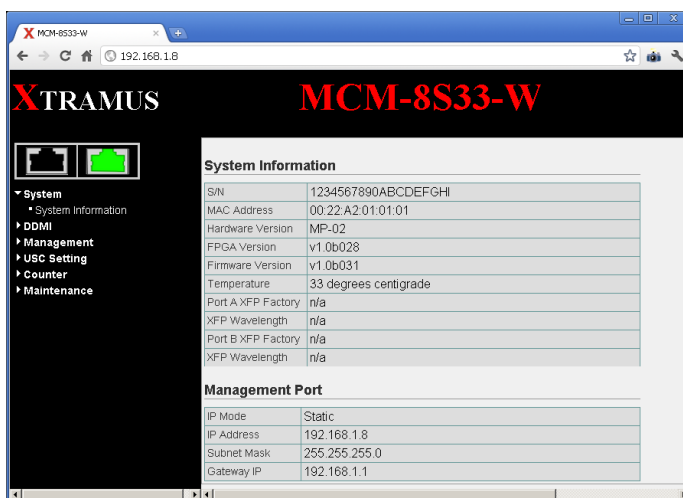 MCM-8S33-W
192.168.1.8
XTRAMUS MCM-8S33-W
System
System Information
DDMI
Management
USC Setting
Counter
Maintenance
System Information
S/N 1234567890ABCDEFGHI
MAC Address 00:22:A2:01:01:01
Hardware Version MP-02
FPGA Version v1.0b028
Firmware Version v1.0b031
Temperature 33 degrees centigrade
Port A XFP Factory n/a
XFP Wavelength n/a
Port B XFP Factory n/a
XFP Wavelength n/a
Management Port
IP Mode Static
IP Address 192.168.1.8
Subnet Mask 255.255.255.0
Gateway IP 192.168.1.1